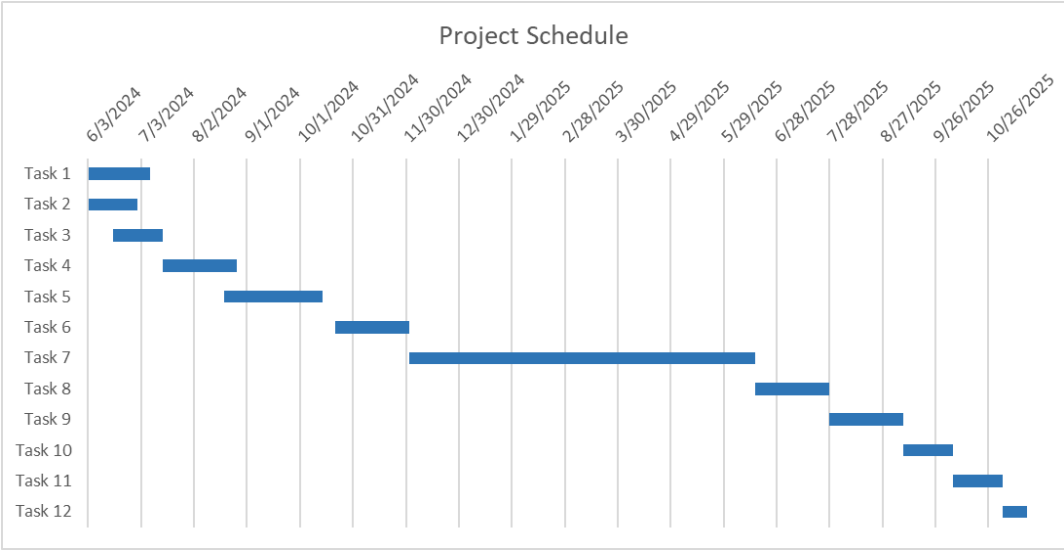 Project Schedule
6/3/2024
7/3/2024
8/2/2024
9/1/2024
10/1/2024
10/31/2024
11/30/2024
12/30/2024
1/29/2025
2/28/2025
3/30/2025
4/29/2025
5/29/2025
6/28/2025
7/28/2025
8/27/2025
9/26/2025
10/26/2025
Task 1
Task 2
Task 3
Task 4
Task 5
Task 6
Task 7
Task 8
Task 9
Task 10
Task 11
Task 12